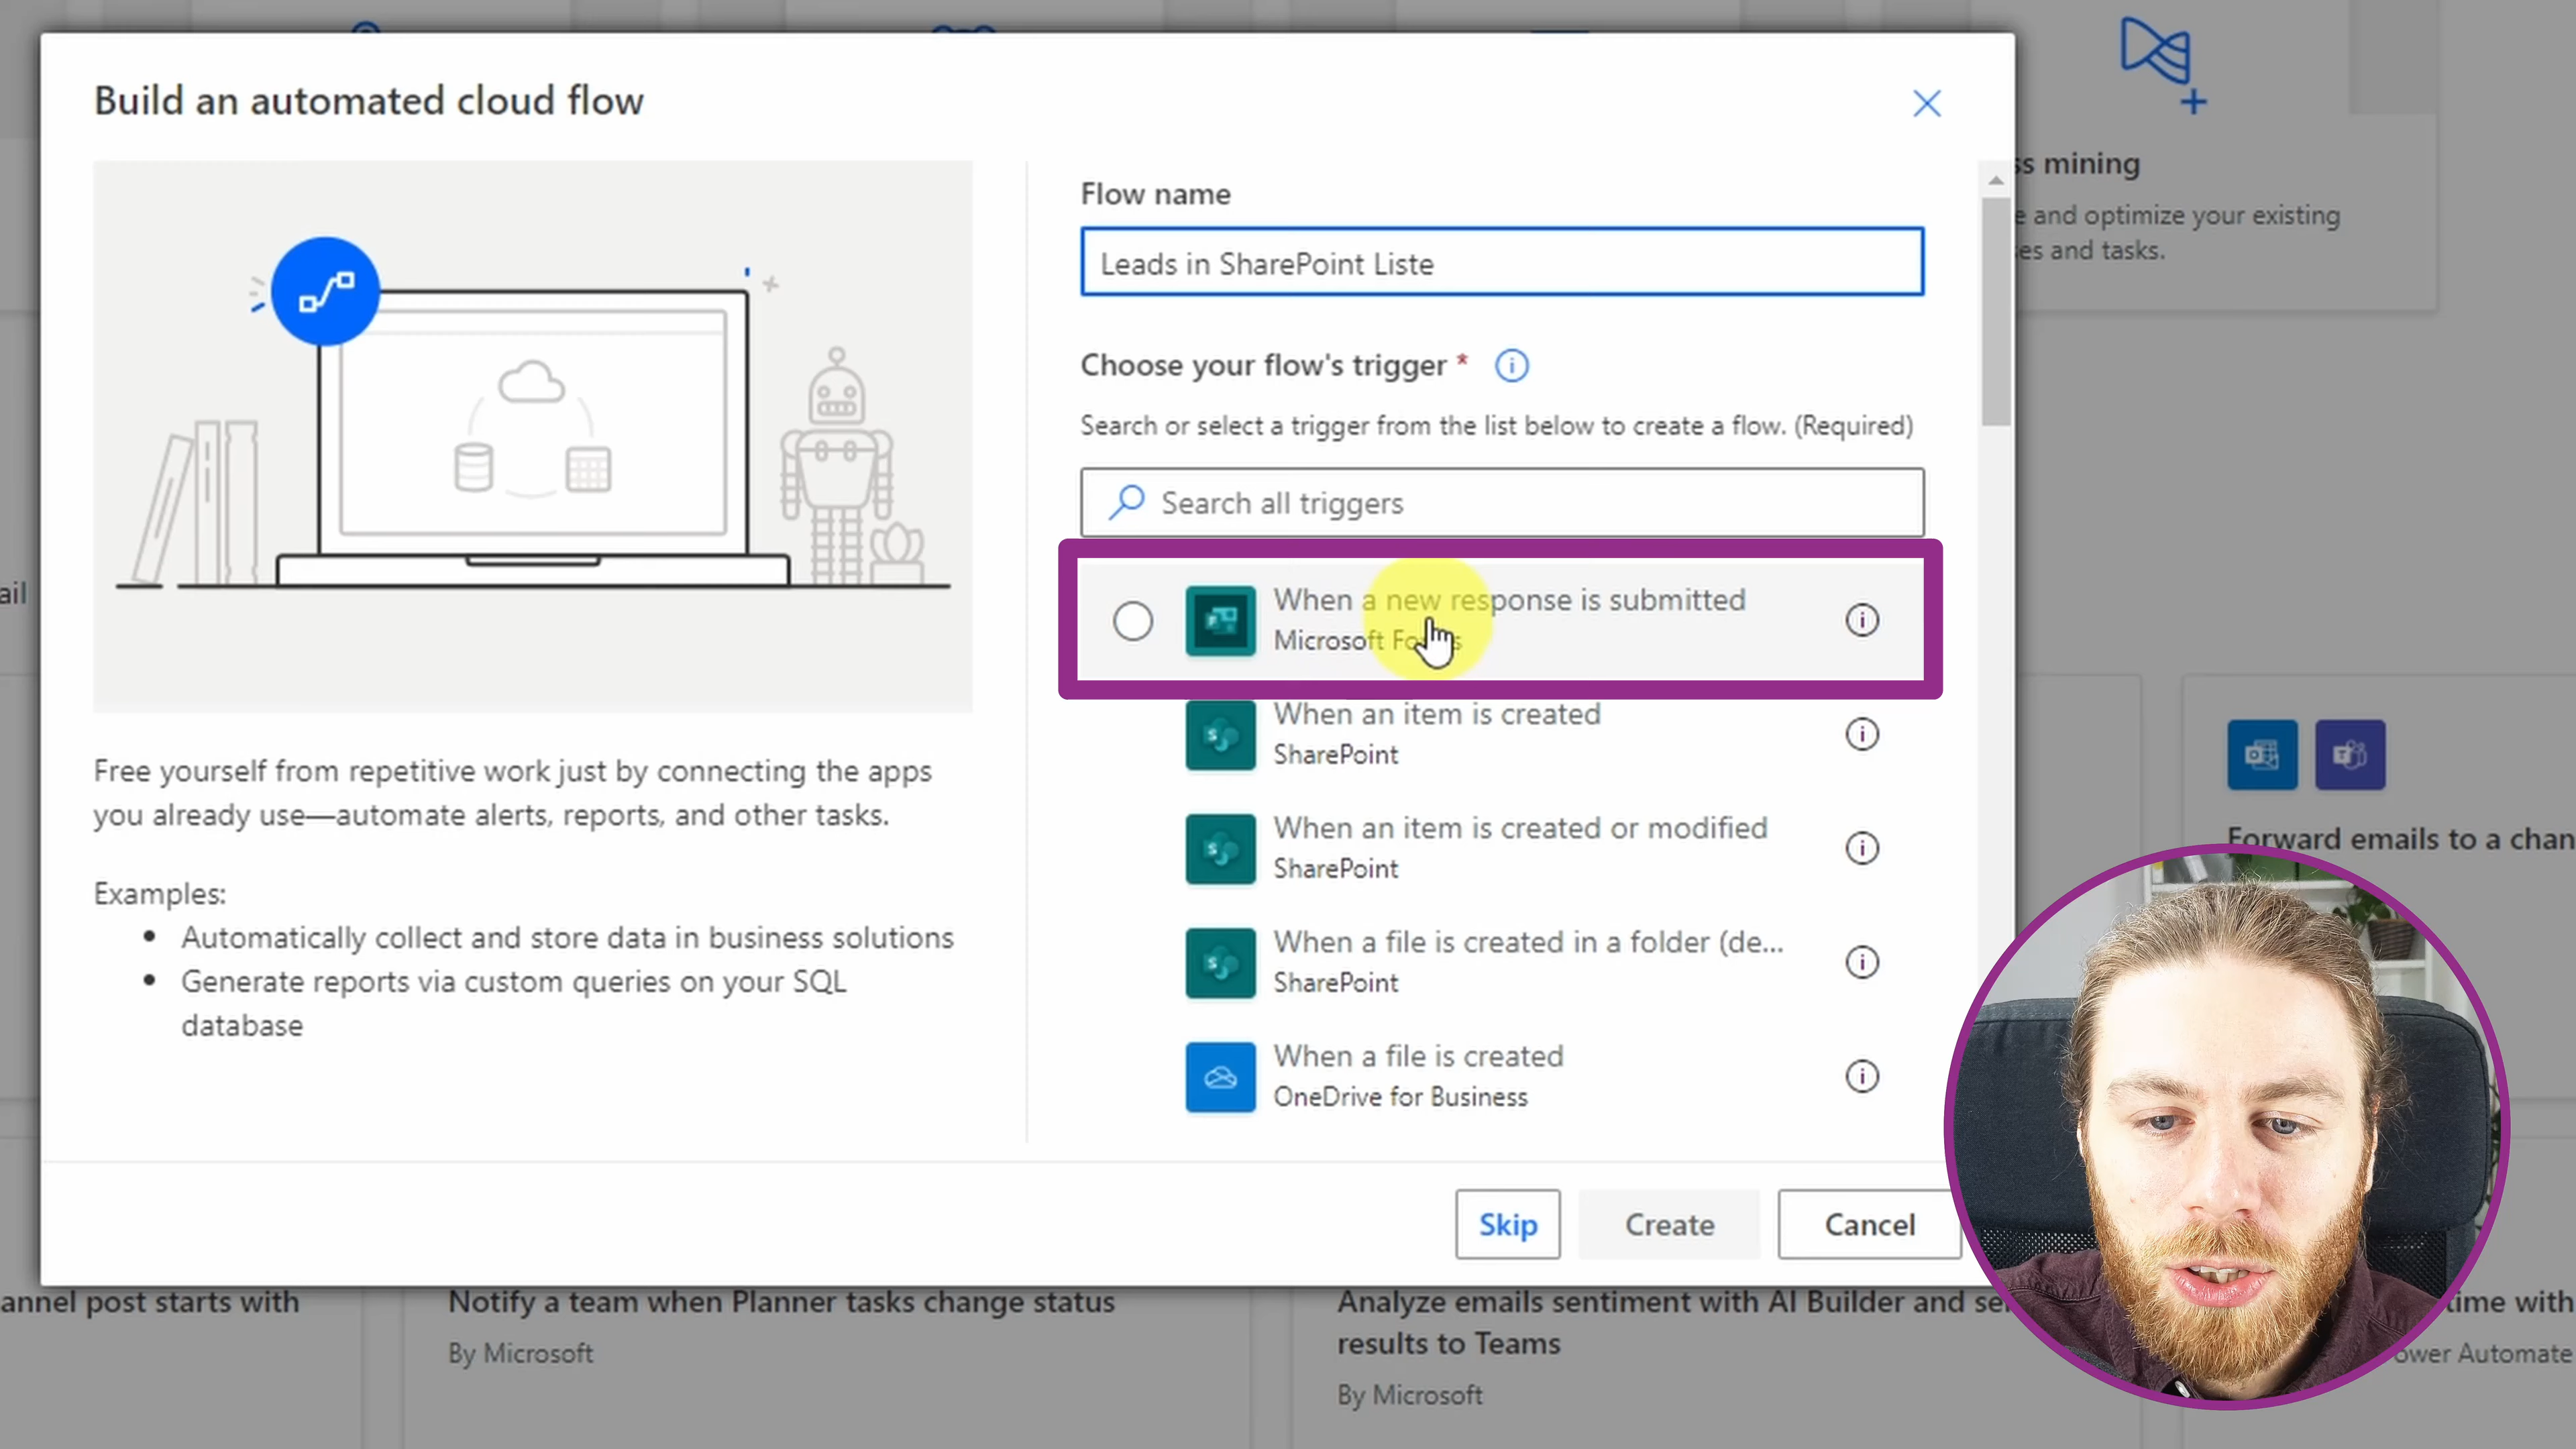 Build an automated cloud flow
Flow name
Leads in SharePoint Liste
Choose your flow's trigger *
Search or select a trigger from the list below to create a flow. (Required)
Search all triggers
When a new response is submitted
Microsoft
When an item is created
SharePoint
When an item is created or modified
SharePoint
When a file is created in a folder (de...
SharePoint
When a file is created
OneDrive for Business
Free yourself from repetitive work just by connecting the apps
you already use—automate alerts, reports, and other tasks.
Examples:
• Automatically collect and store data in business solutions
• Generate reports via custom queries on your SQL
database
Skip
Create
Cancel
mining
and optimize your existing
and tasks.
Forward emails to a
post starts with
Notify a team when Planner tasks change status
By Microsoft
Analyze emails sentiment with AI Builder and
results to Teams
By Microsoft
time with
Automate